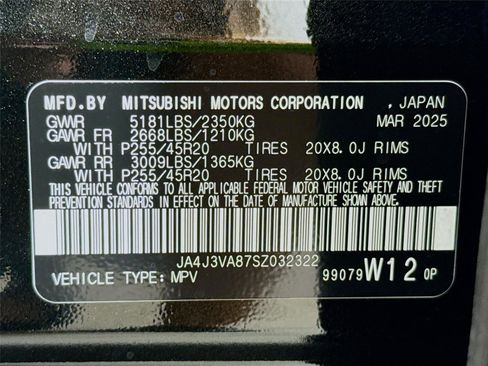 MFD.BY MITSUBISHI MOTORS CORPORATION , JAPAN
GVWR 5181LBS/2350KG MAR 2025
GAWR FR 2668LBS/1210KG
WITH P255/45R20 TIRES 20X8.0J RIMS
GAWR RR 3009LBS/1365KG
WITH P255/45R20 TIRES 20X8.0J RIMS
THIS VEHICLE CONFORMS TO ALL APPLICABLE FEDERAL MOTOR VEHICLE SAFETY AND THEFT
PREVENTION STANDARDS IN EFFECT ON THE DATE OF MANUFACTURE SHOWN ABOVE.
JA4J3VA87SZ032322
VEHICLE TYPE: MPV 99079 W12 0P